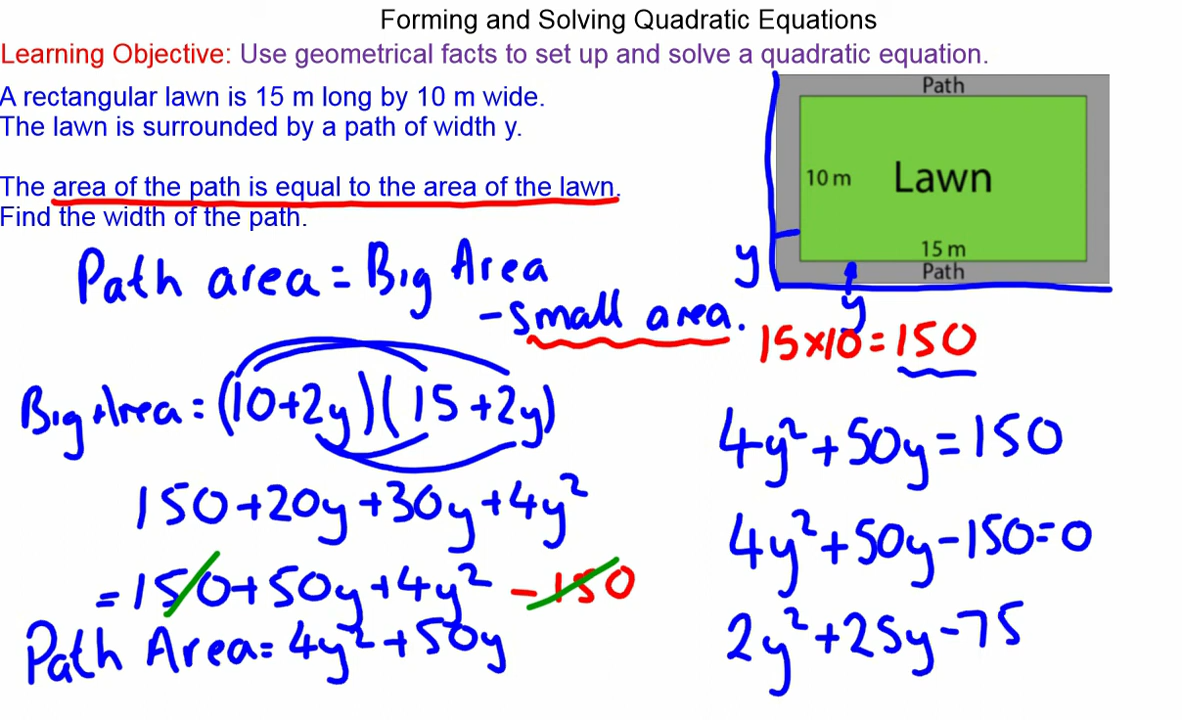 Forming and Solving Quadratic Equations
Learning Objective: Use geometrical facts to set up and solve a quadratic equation.
A rectangular lawn is 15 m long by 10 m wide.
The lawn is surrounded by a path of width y.
The area of the path is equal to the area of the lawn.
Find the width of the path.
Path
10 m
Lawn
15 m
Path
y
y
Path area = Big Area
- small area.
15×10 = 150
Big Area = (10+2y)(15+2y)
150+20y+30y+4y²
=150+50y+4y² -150
Path Area= 4y²+50y
4y²+50y=150
4y²+50y-150=0
2y²+25y-75